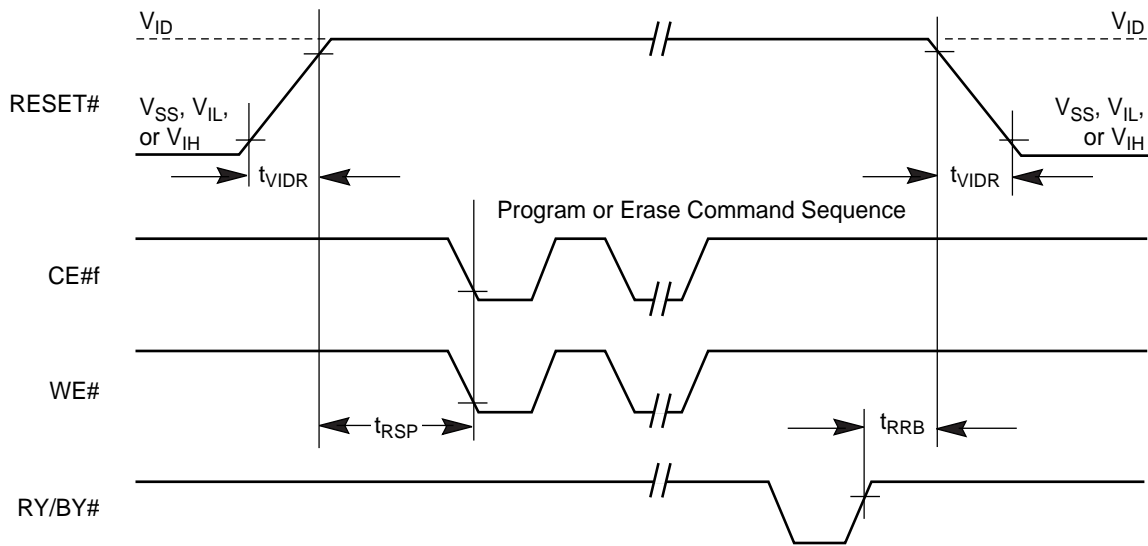 VID
VID
RESET#
VSS, VIL,
or VIH
VSS, VIL,
or VIH
tVIDR
tVIDR
Program or Erase Command Sequence
CE#f
WE#
tRSP
tRRB
RY/BY#